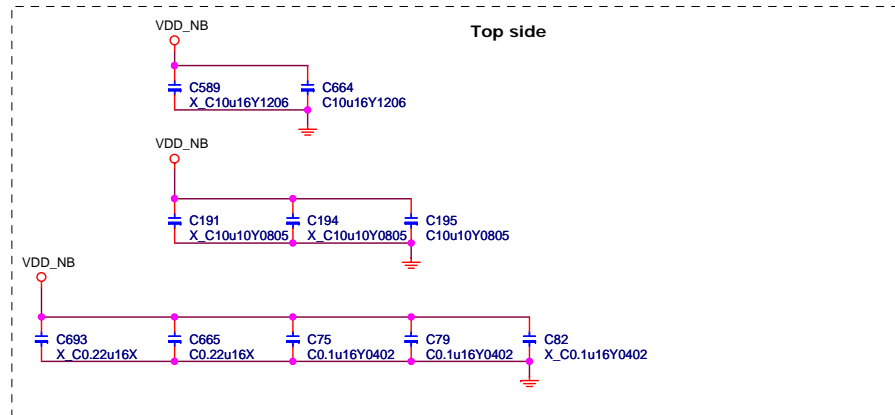 VDD_NB
Top side
C589
X_C10u16Y1206
C664
C10u16Y1206
VDD_NB
C191
X_C10u10Y0805
C194
X_C10u10Y0805
C195
C10u10Y0805
VDD_NB
C693
X_C0.22u16X
C665
C0.22u16X
C75
C0.1u16Y0402
C79
C0.1u16Y0402
C82
X_C0.1u16Y0402